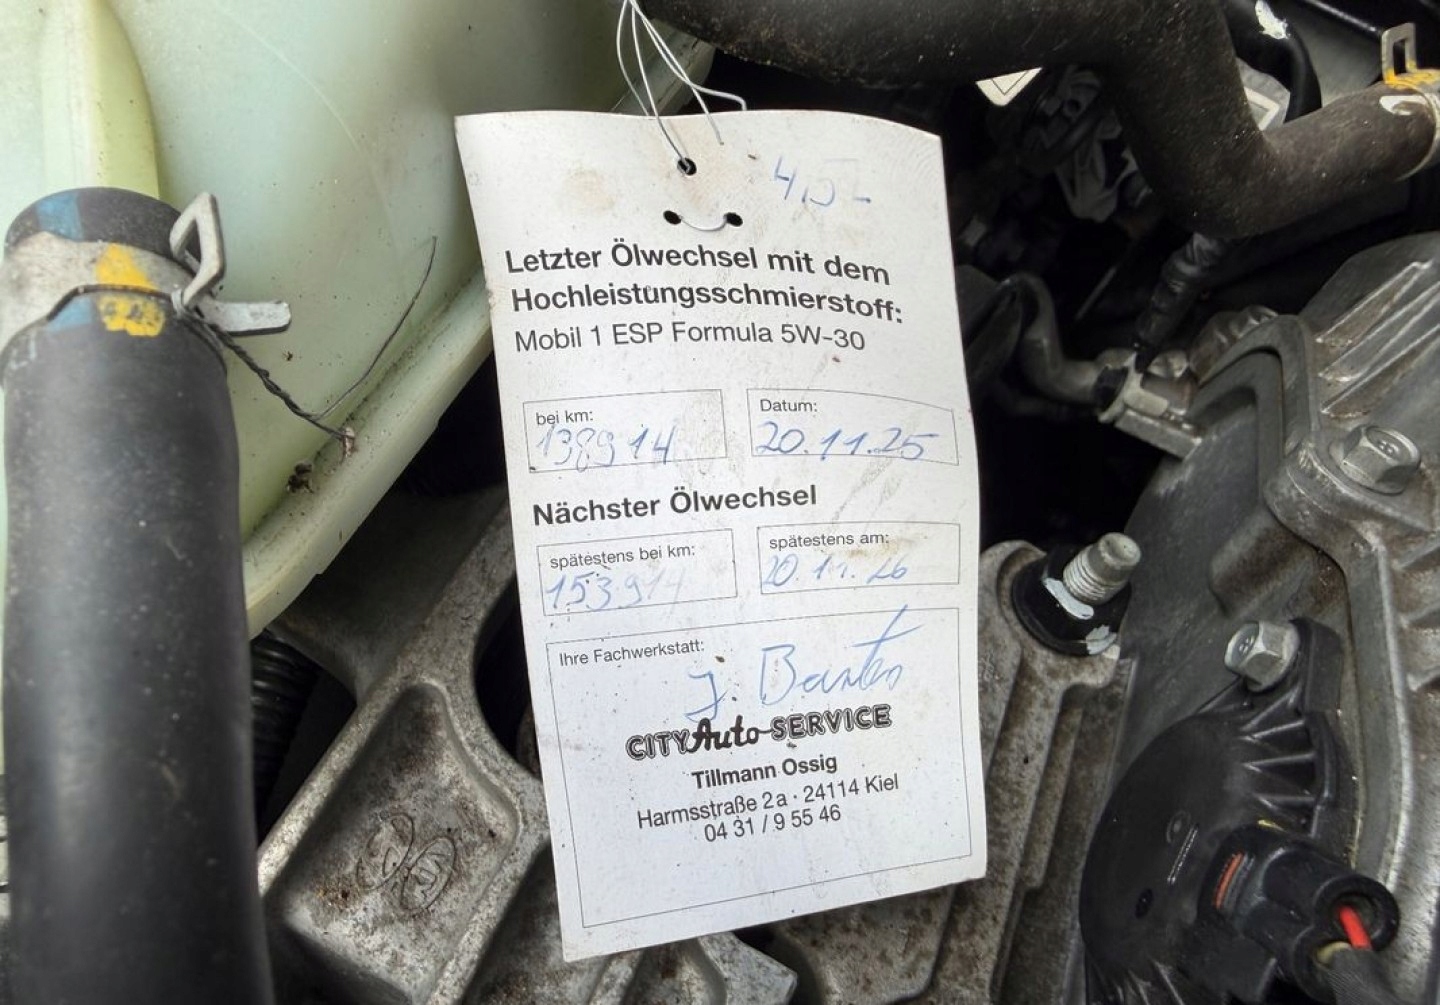 4,5-
Letzter Ölwechsel mit dem
Hochleistungsschmierstoff:
Mobil 1 ESP Formula 5W-30
bei km:
138914
Datum:
20.11.25
Nächster Ölwechsel
spätestens bei km:
153914
spätestens am:
20.11.26
Ihre Fachwerkstatt:
CITY Auto-SERVICE
Tillmann Ossig
Harmsstraße 2a · 24114 Kiel
04 31 / 9 55 46